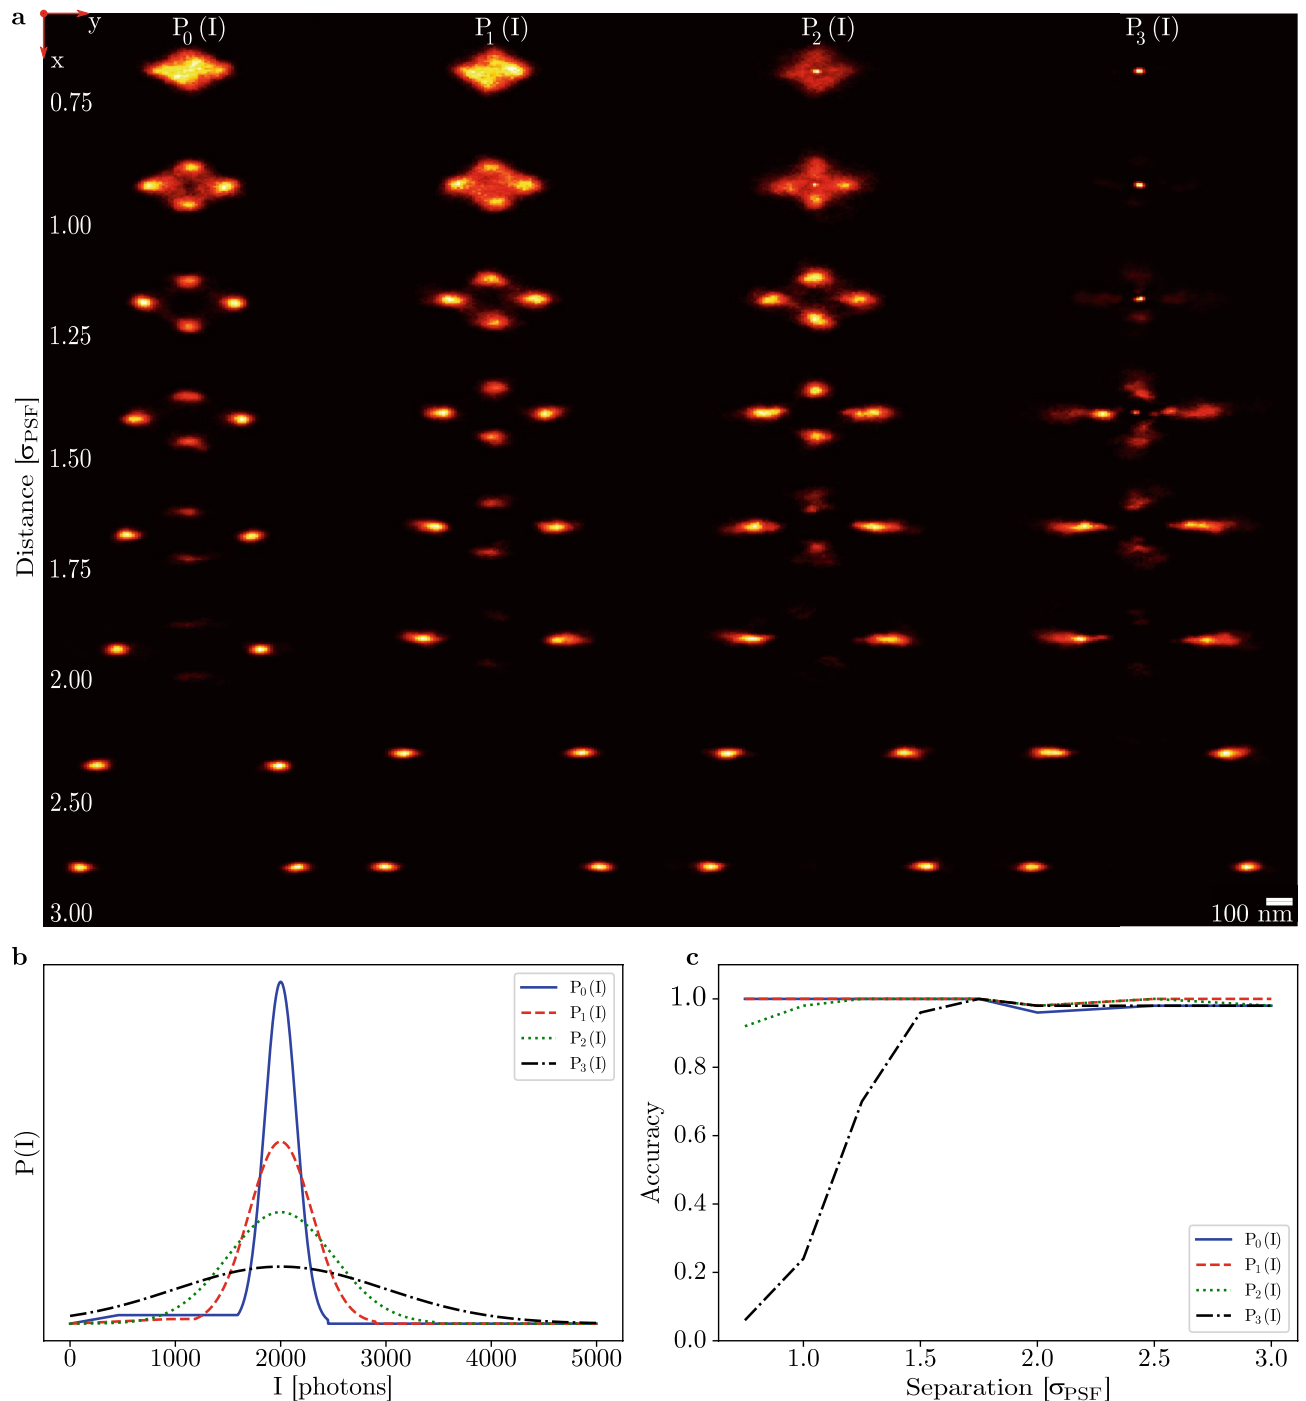 a
y
x
P0(I) P1(I) P2(I) P3(I)
Distance [σPSF]
0.75
1.00
1.25
1.50
1.75
2.00
2.50
3.00
100 nm
b
P(I)
P0(I)
P1(I)
P2(I)
P3(I)
0 1000 2000 3000 4000 5000
I [photons]
c
Accuracy
1.0
0.8
0.6
0.4
0.2
0.0
P0(I)
P1(I)
P2(I)
P3(I)
1.0 1.5 2.0 2.5 3.0
Separation [σPSF]